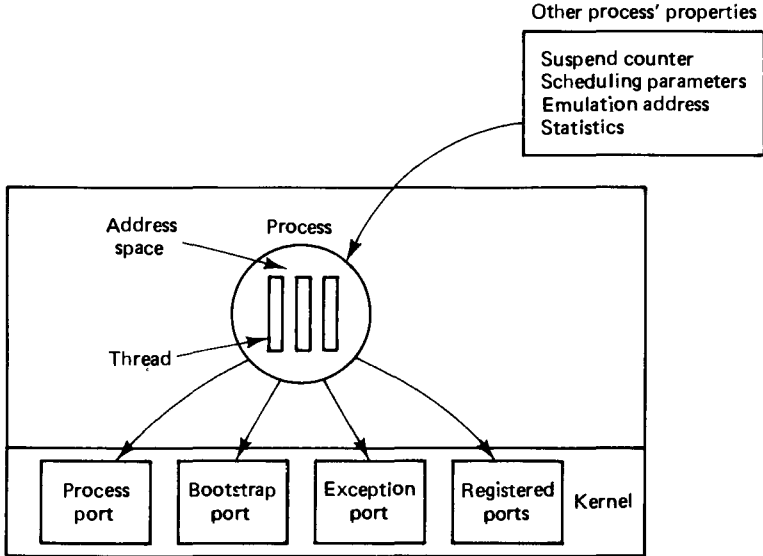 Other process' properties
Suspend counter
Scheduling parameters
Emulation address
Statistics
Address
space
Process
Thread
Process
port
Bootstrap
port
Exception
port
Registered
ports
Kernel